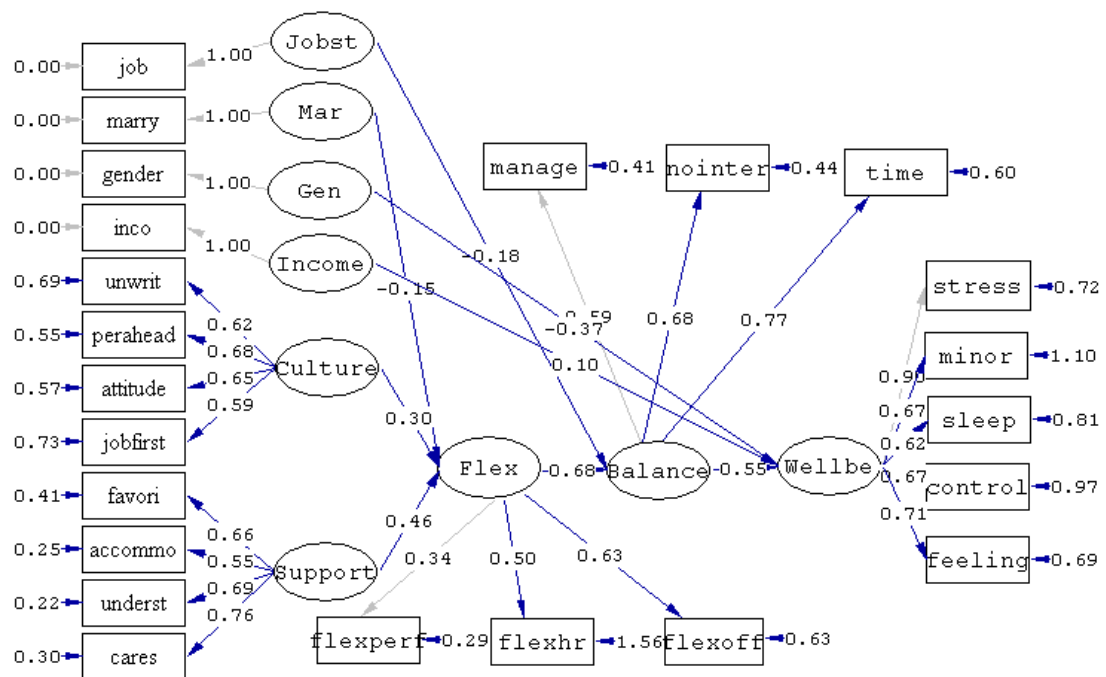 Jobst
0.00 job 1.00
Mar
0.00 marry 1.00
0.00 gender 1.00 Gen
manage 0.41 nointer 0.44 time 0.60
0.00 inco 1.00 Income
-0.18
0.69 unwrit
-0.15
stress 0.72
0.59 0.68 0.77
0.62 -0.37
0.55 perahead
0.68 Culture 0.10
minor 1.10
0.57 attitude 0.65
0.59
0.90
0.67
sleep 0.81
0.73 jobfirst
0.30
0.62
Flex -0.68 Balance -0.55 Wellbe
0.67
control 0.97
0.41 favori
0.46
0.71
0.66
0.25 accommo 0.55
0.34 0.50 0.63
feeling 0.69
Support
0.69
0.22 underst
0.76
flexperf 0.29 flexhr 1.56 flexoff 0.63
0.30 cares